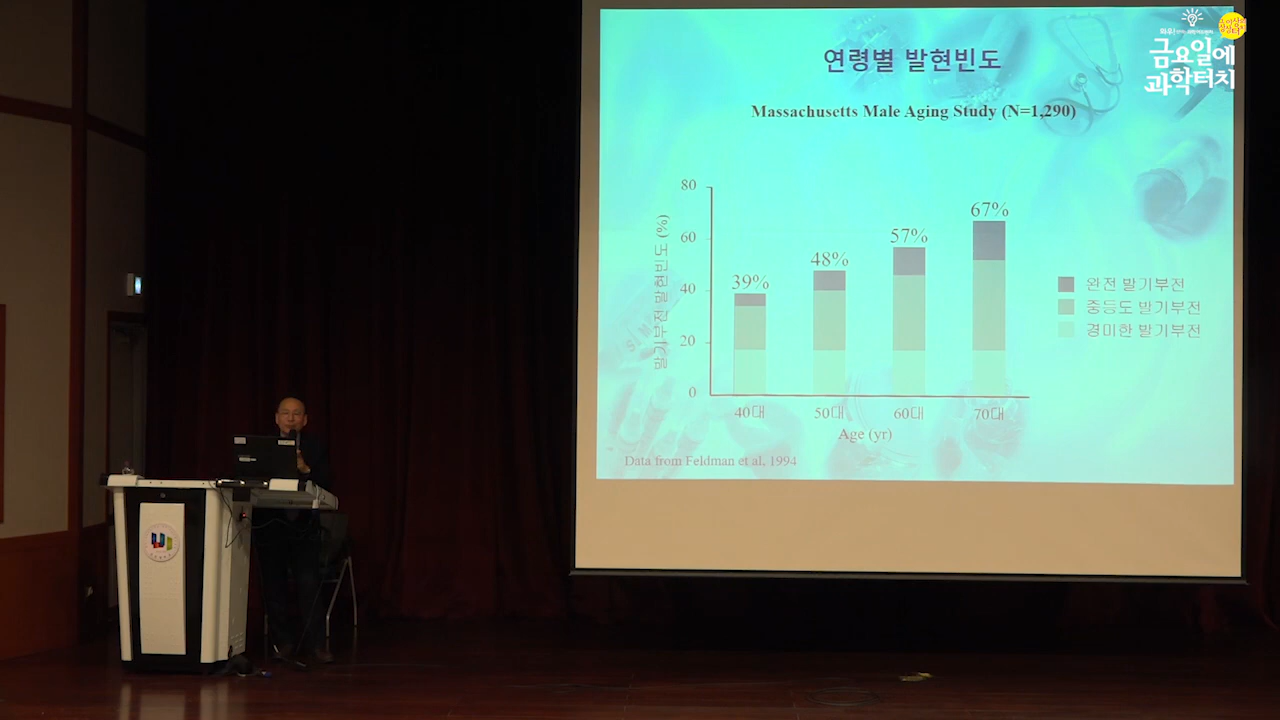 금요일에
과학터치
연령별 발현빈도
Massachusetts Male Aging Study (N=1,290)
발기부전 발현빈도 (%)
80
60
40
20
0
39%
48%
57%
67%
40대
50대
60대
70대
Age (yr)
완전 발기부전
중등도 발기부전
경미한 발기부전
Data from Feldman et al, 1994